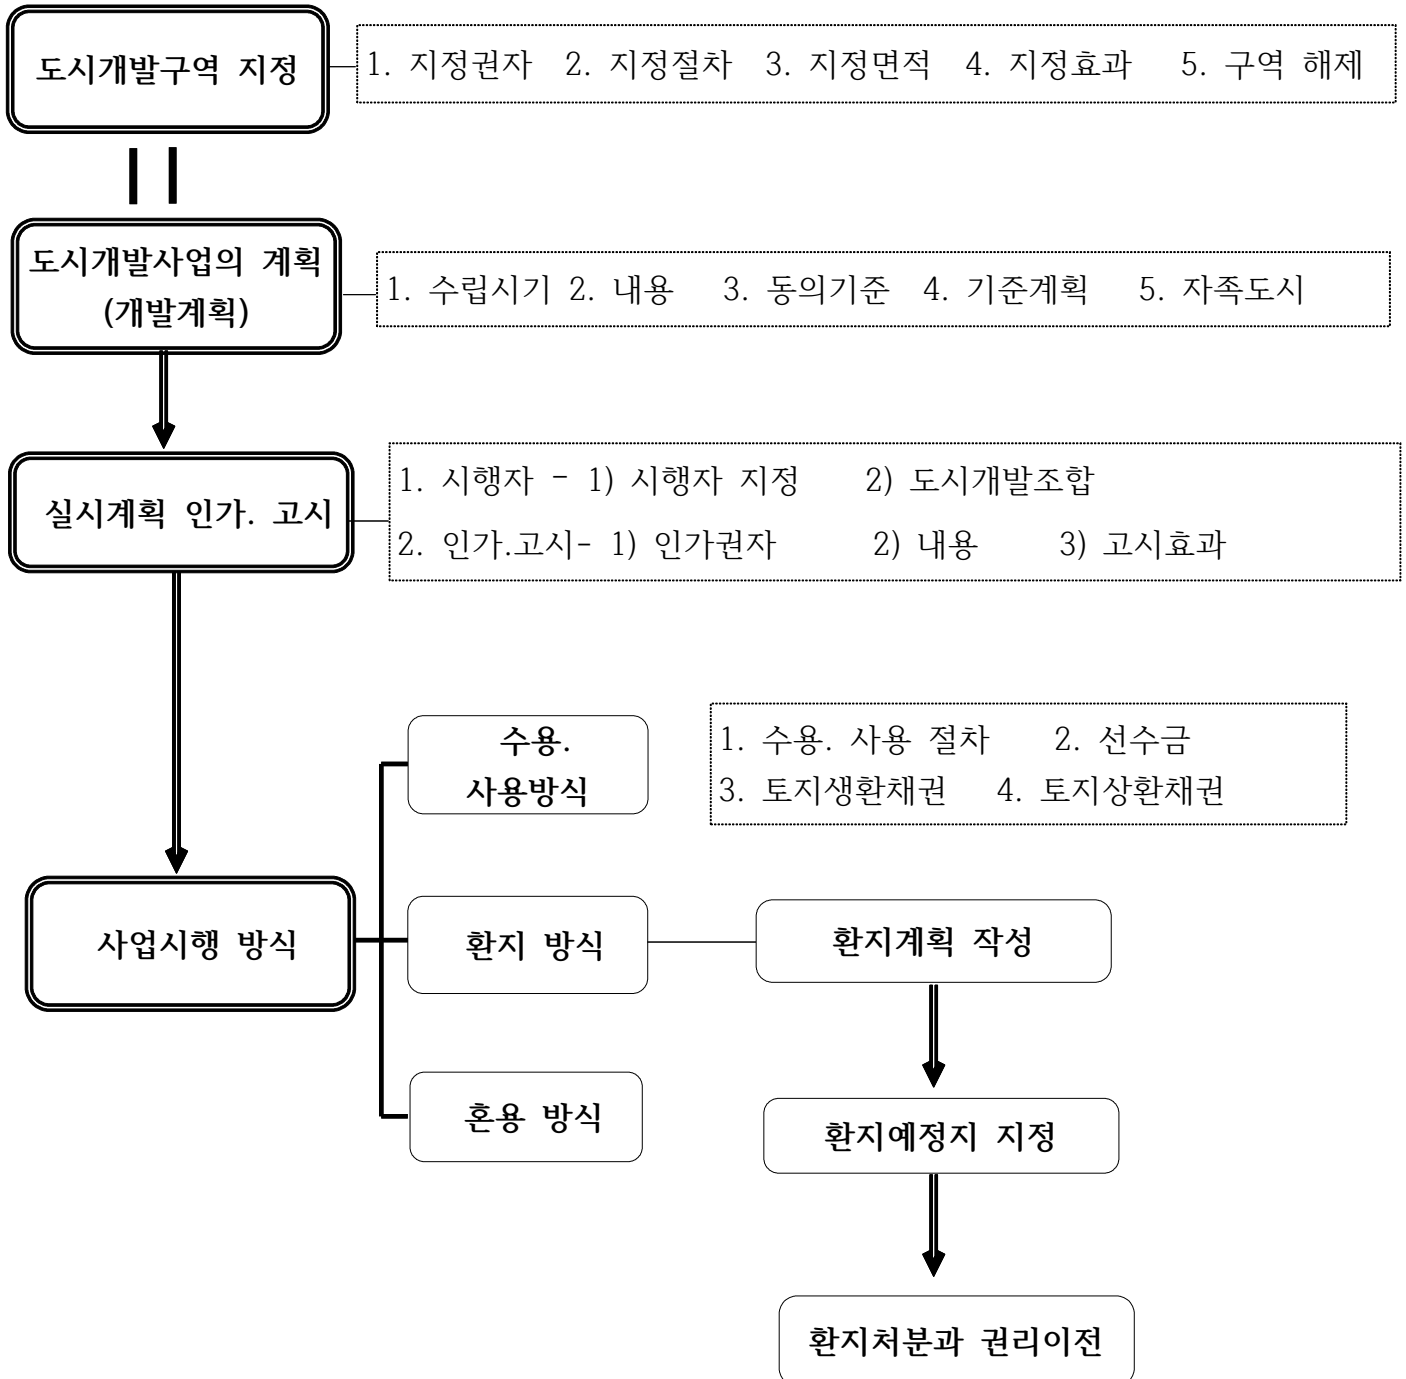 도시개발구역 지정
1. 지정권자 2. 지정절차 3. 지정면적 4. 지정효과 5. 구역 해제
도시개발사업의 계획
(개발계획)
1. 수립시기 2. 내용 3. 동의기준 4. 기준계획 5. 자족도시
실시계획 인가. 고시
1. 시행자 - 1) 시행자 지정 2) 도시개발조합
2. 인가.고시- 1) 인가권자 2) 내용 3) 고시효과
수용.
사용방식
1. 수용. 사용 절차 2. 선수금
3. 토지생환채권 4. 토지상환채권
사업시행 방식
환지 방식
환지계획 작성
혼용 방식
환지예정지 지정
환지처분과 권리이전